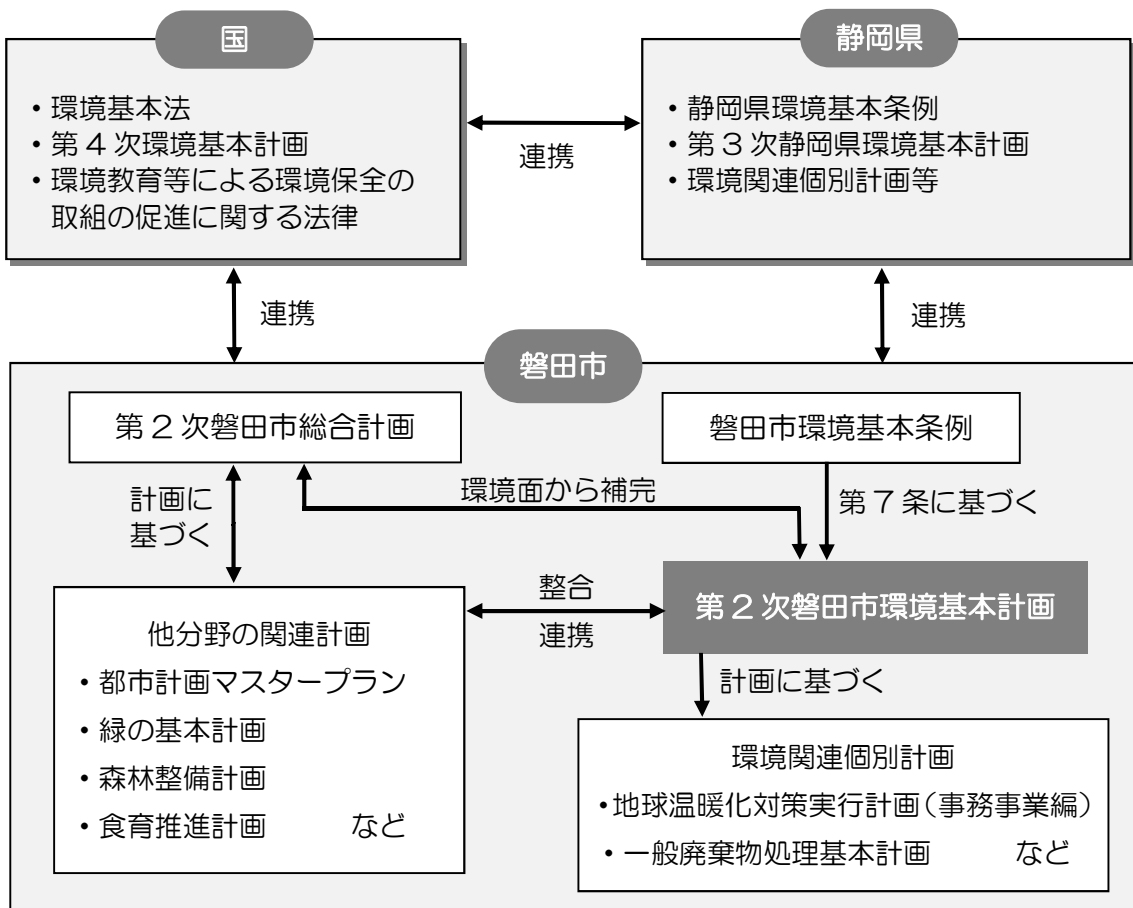 国
・環境基本法
・第4次環境基本計画
・環境教育等による環境保全の
取組の促進に関する法律
連携
静岡県
・静岡県環境基本条例
・第3次静岡県環境基本計画
・環境関連個別計画等
連携
連携
磐田市
第2次磐田市総合計画
磐田市環境基本条例
計画に
基づく
環境面から補完
第7条に基づく
整合
連携
第2次磐田市環境基本計画
他分野の関連計画
・都市計画マスタープラン
・緑の基本計画
・森林整備計画
・食育推進計画 など
計画に基づく
環境関連個別計画
・地球温暖化対策実行計画（事務事業編）
・一般廃棄物処理基本計画 など